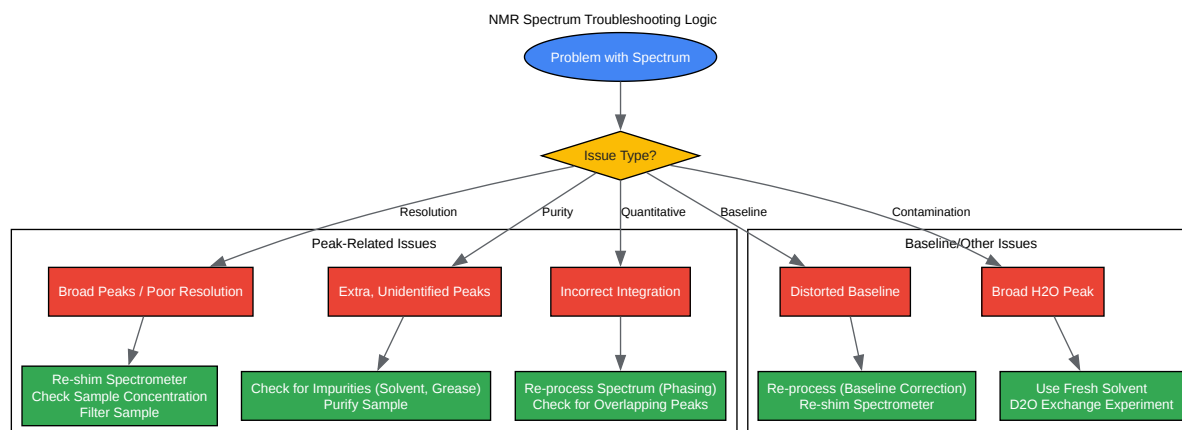 NMR Spectrum Troubleshooting Logic
Problem with Spectrum
Issue Type?
Resolution
Purity
Quantitative
Baseline
Contamination
Peak-Related Issues
Baseline/Other Issues
Broad Peaks / Poor Resolution
Extra, Unidentified Peaks
Incorrect Integration
Distorted Baseline
Broad H2O Peak
Re-shim Spectrometer
Check Sample Concentration
Filter Sample
Check for Impurities (Solvent, Grease)
Purify Sample
Re-process Spectrum (Phasing)
Check for Overlapping Peaks
Re-process (Baseline Correction)
Re-shim Spectrometer
Use Fresh Solvent
D2O Exchange Experiment